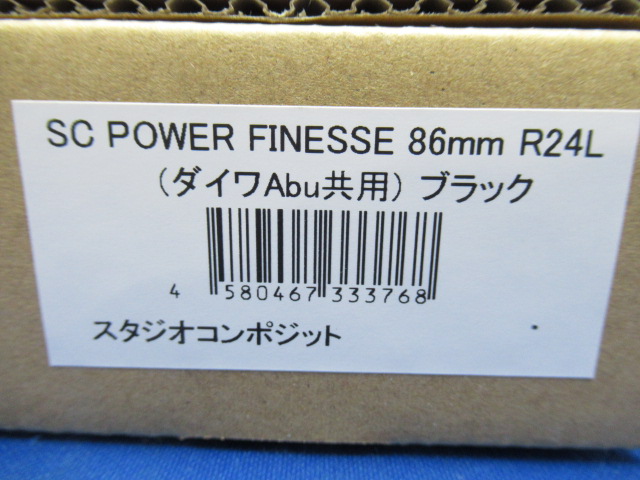 SC POWER FINESSE 86mm R24L
(ダイワAbu共用) ブラック
4 580467 333768
スタジオコンポジット